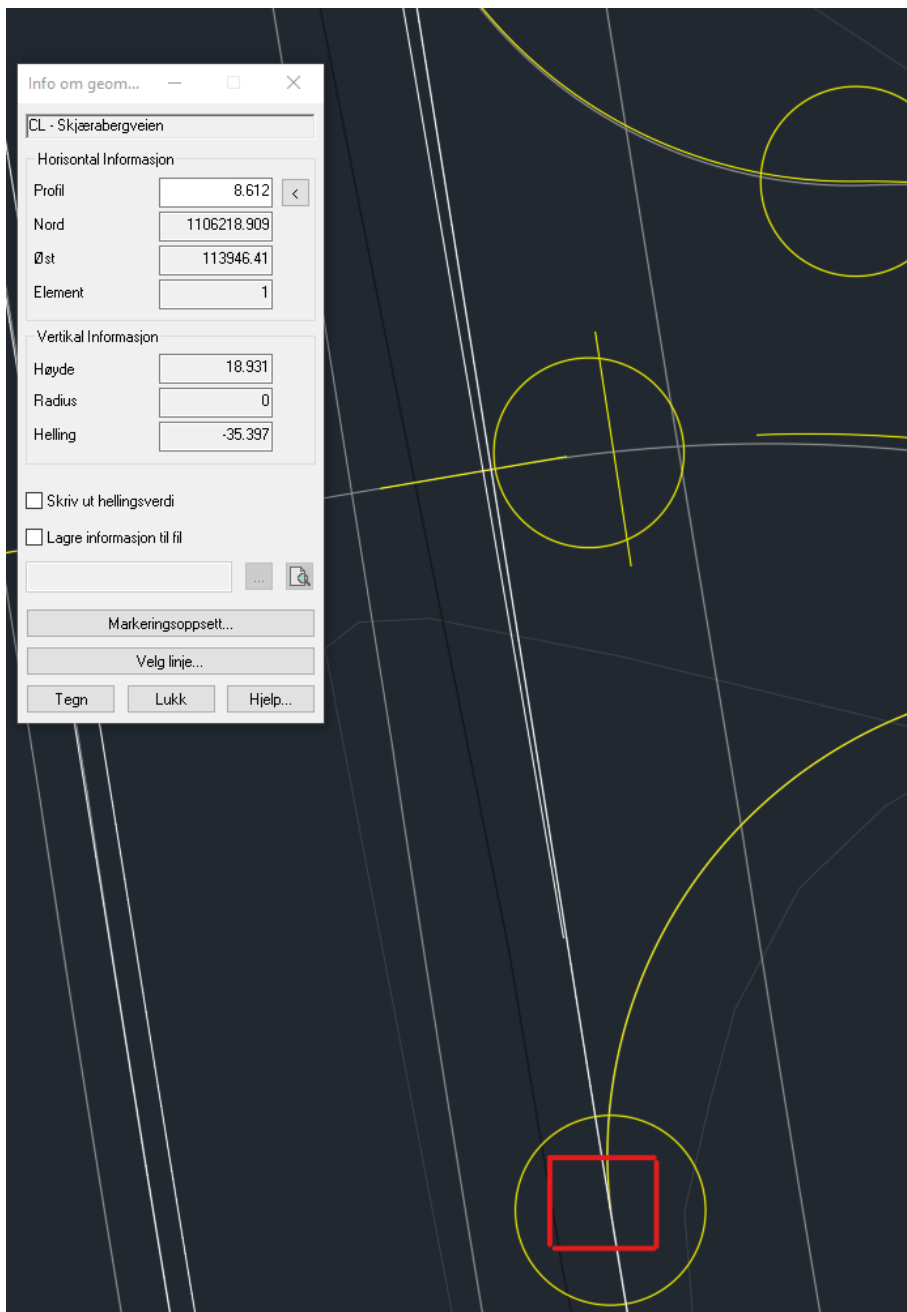 Info om geom...
CL - Skjærabergveien
Horisontal Informasjon
Profil 8.612 <
Nord 1106218.909
Øst 113946.41
Element 1
Vertikal Informasjon
Høyde 18.931
Radius 0
Helling -35.397
Skriv ut hellingsverdi
Lagre informasjon til fil
...
Markeringsoppsett...
Velg linje...
Tegn Lukk Hjelp...